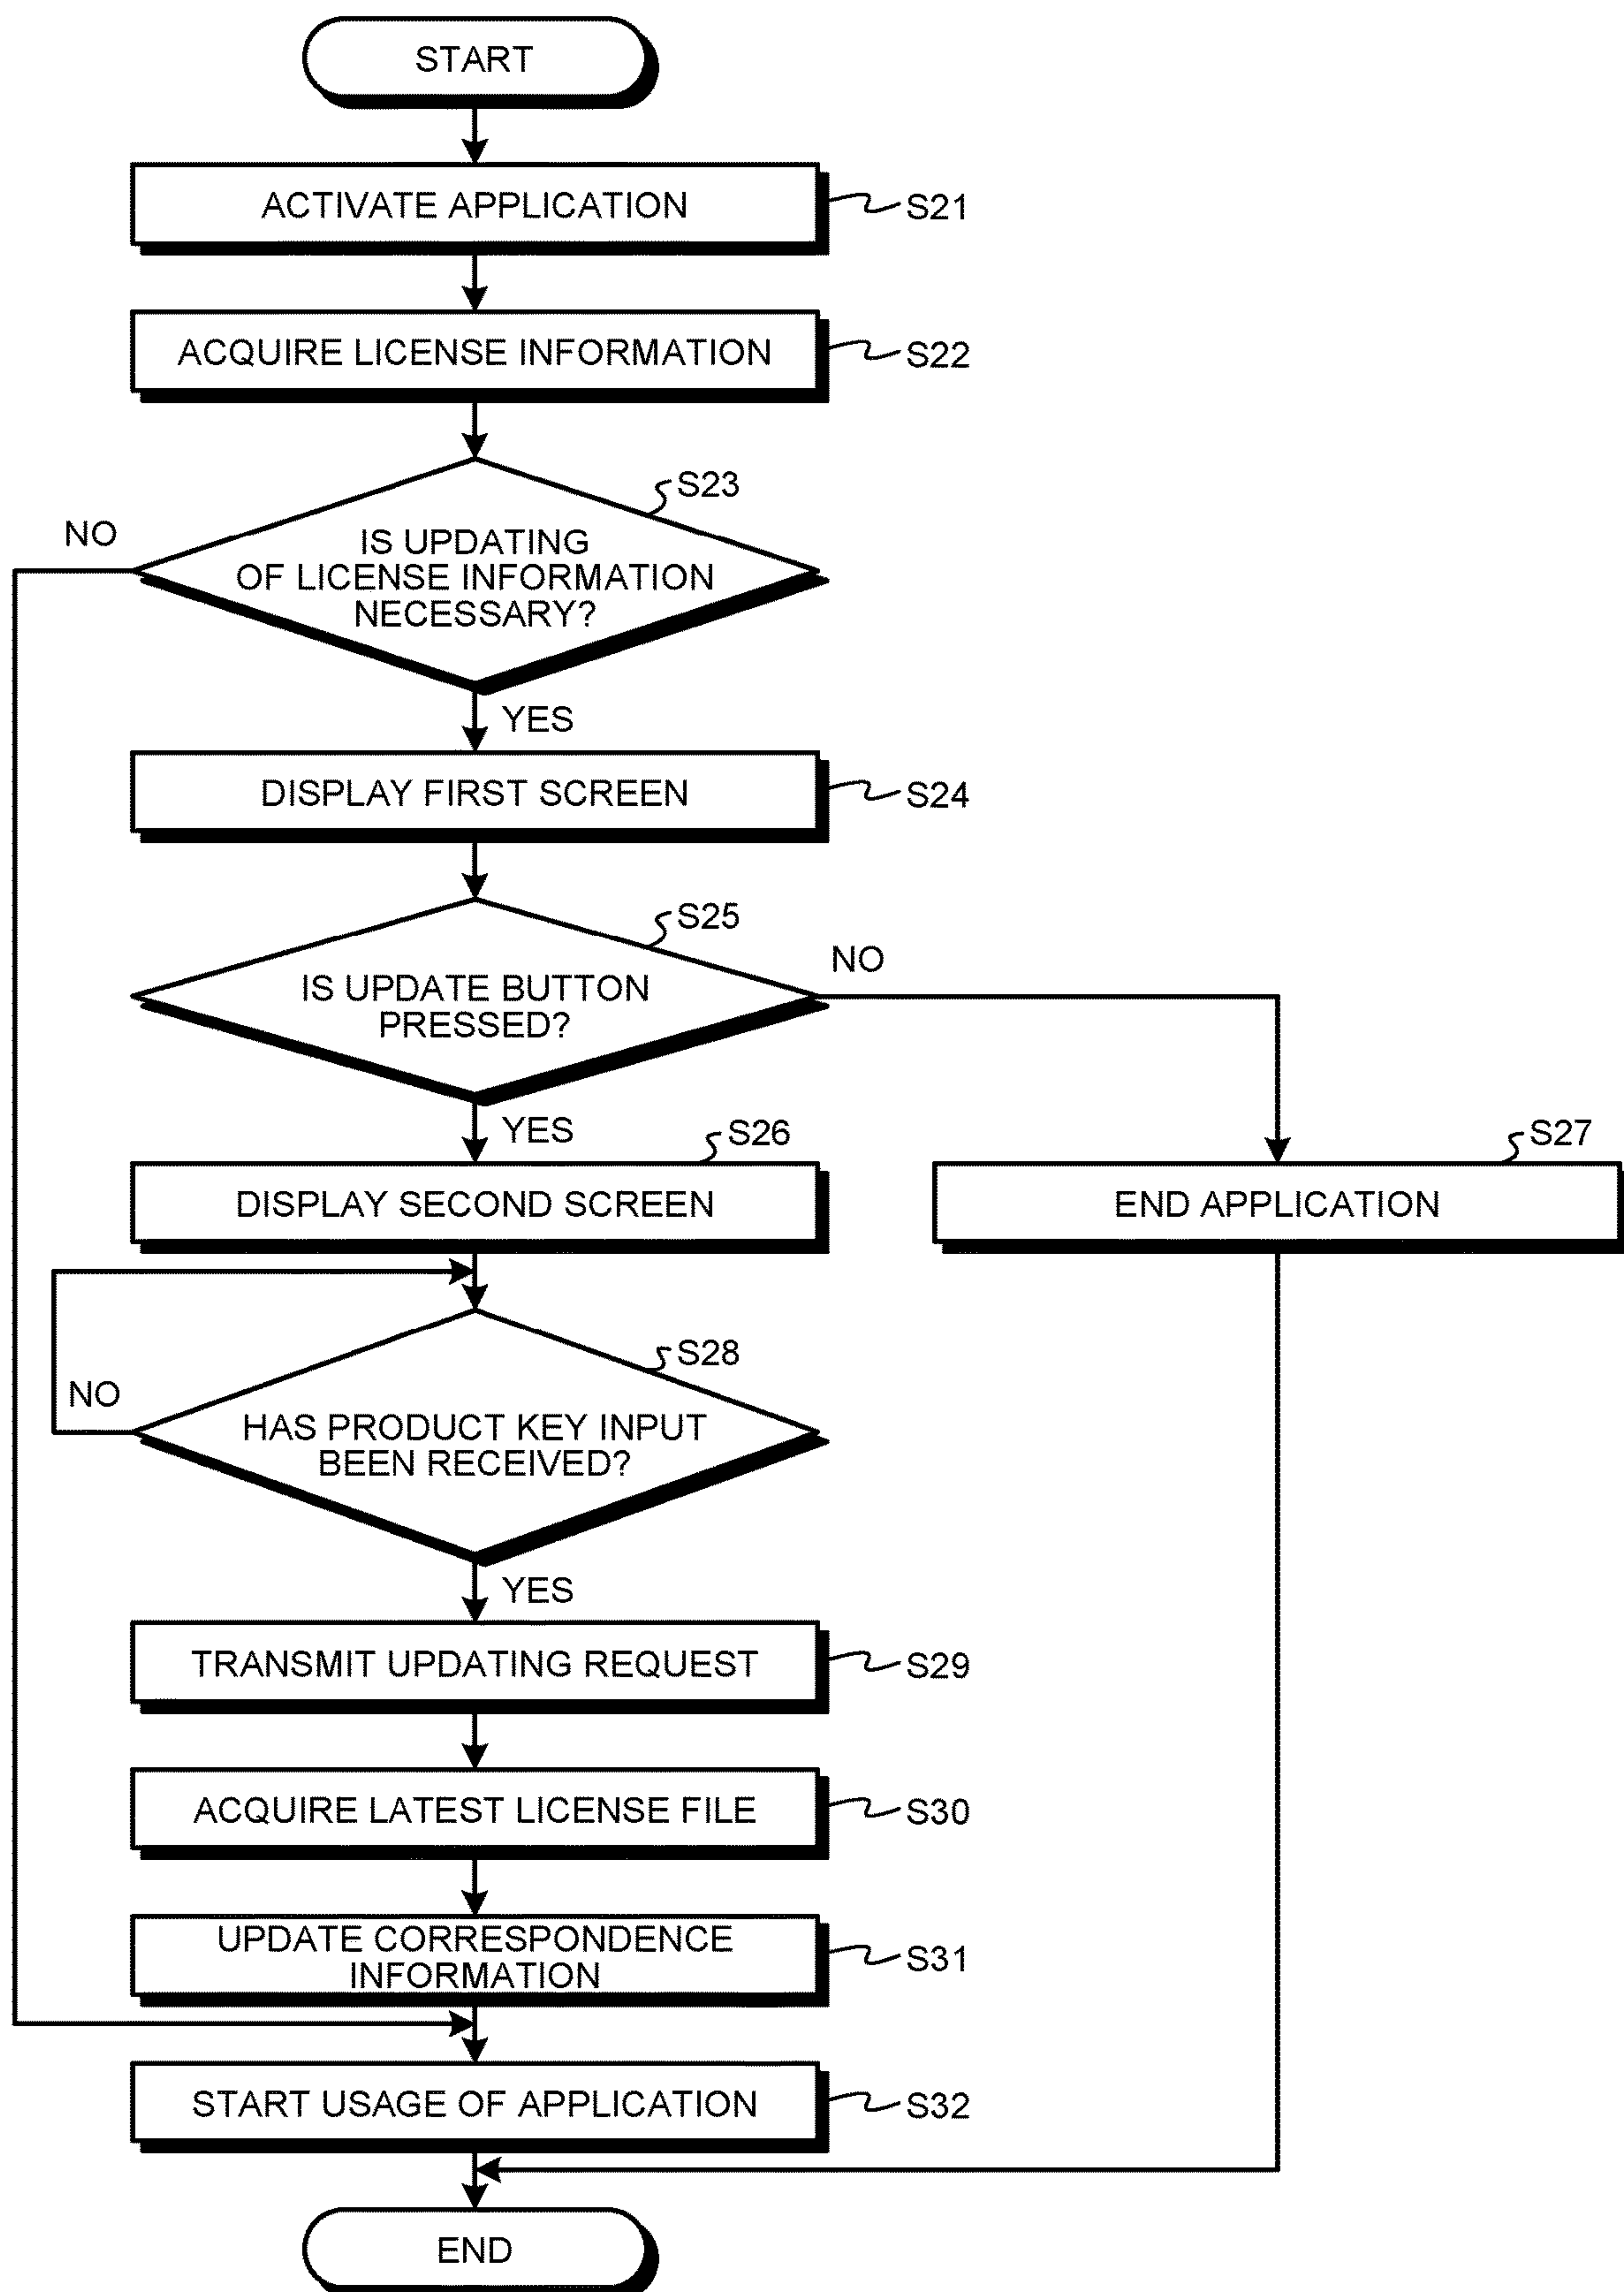 START
ACTIVATE APPLICATION
S21
ACQUIRE LICENSE INFORMATION
S22
S23
NO
IS UPDATING
OF LICENSE INFORMATION
NECESSARY?
YES
DISPLAY FIRST SCREEN
S24
S25
NO
IS UPDATE BUTTON
PRESSED?
YES
S26
S27
DISPLAY SECOND SCREEN
END APPLICATION
S28
NO
HAS PRODUCT KEY INPUT
BEEN RECEIVED?
YES
TRANSMIT UPDATING REQUEST
S29
ACQUIRE LATEST LICENSE FILE
S30
UPDATE CORRESPONDENCE
INFORMATION
S31
START USAGE OF APPLICATION
S32
END